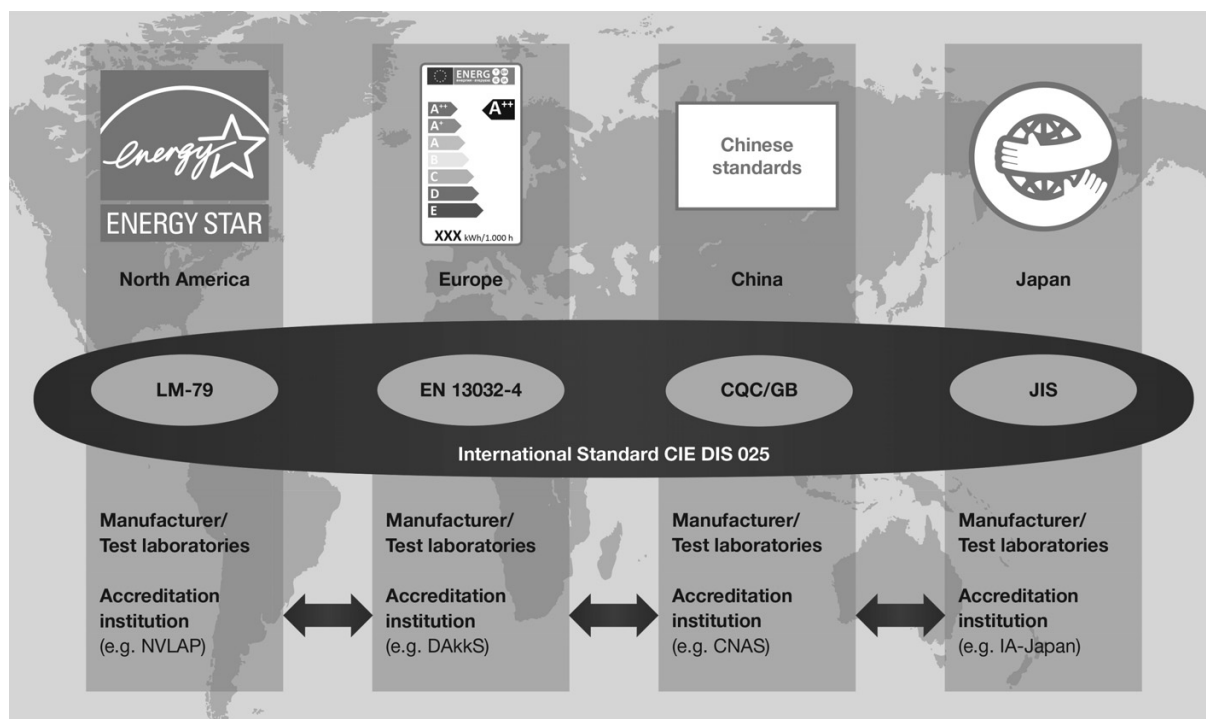 energy
ENERGY STAR
North America
ENERG
A++
A++
A+
A
B
C
D
E
XXX kWh/1.000 h
Europe
Chinese
standards
China
Japan
LM-79
EN 13032-4
CQC/GB
JIS
International Standard CIE DIS 025
Manufacturer/
Test laboratories
Accreditation
institution
(e.g. NVLAP)
Manufacturer/
Test laboratories
Accreditation
institution
(e.g. DAkkS)
Manufacturer/
Test laboratories
Accreditation
institution
(e.g. CNAS)
Manufacturer/
Test laboratories
Accreditation
institution
(e.g. IA-Japan)